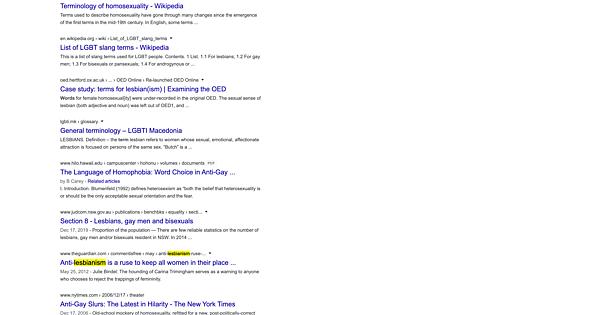 Terminology of homosexuality - Wikipedia
Terms used to describe homosexuality have gone through many changes since the emergence
of the first terms in the mid-19th century. In English, some terms ...
en.wikipedia.org › wiki › List_of_LGBT_slang_terms
List of LGBT slang terms - Wikipedia
This is a list of slang terms used for LGBT people. Contents. 1 List. 1.1 For lesbians; 1.2 For gay
men; 1.3 For bisexuals or pansexuals; 1.4 For androgynous or ...
oed.hertford.ox.ac.uk › ... › OED Online › Re-launched OED Online
Case study: terms for lesbian(ism) | Examining the OED
Words for female homosexual[ity] were under-recorded in the original OED. The sexual sense of
lesbian (both adjective and noun) was left out of OED1, and ...
lgbti.mk › glossary
General terminology – LGBTI Macedonia
LESBIANS. Definition – the term lesbian refers to women whose sexual, emotional, affectionate
attraction is focused on persons of the same sex. "Butch" is a ...
www.hilo.hawaii.edu › campuscenter › hohonu › volumes › documents PDF
The Language of Homophobia: Word Choice in Anti-Gay ...
by B Carey - Related articles
I. Introduction. Blumenfeld (1992) defines heterosexism as "both the belief that heterosexuality is
or should be the only acceptable sexual orientation and the fear.
www.judcom.nsw.gov.au › publications › benchbks › equality › secti...
Section 8 - Lesbians, gay men and bisexuals
Dec 17, 2019 - Proportion of the population — There are few reliable statistics on the number of
lesbians, gay men and/or bisexuals resident in NSW. In 2014 ...
www.theguardian.com › commentisfree › may › anti-lesbianism-ruse-...
Anti-lesbianism is a ruse to keep all women in their place ...
May 25, 2012 - Julie Bindel: The hounding of Carina Trimingham serves as a warning to anyone
who chooses to reject the trappings of femininity.
www.nytimes.com › 2006/12/17 › theater
Anti-Gay Slurs: The Latest in Hilarity - The New York Times
Dec 17, 2006 - Old-school mockery of homosexuality, refitted for a new, post-politically-correct